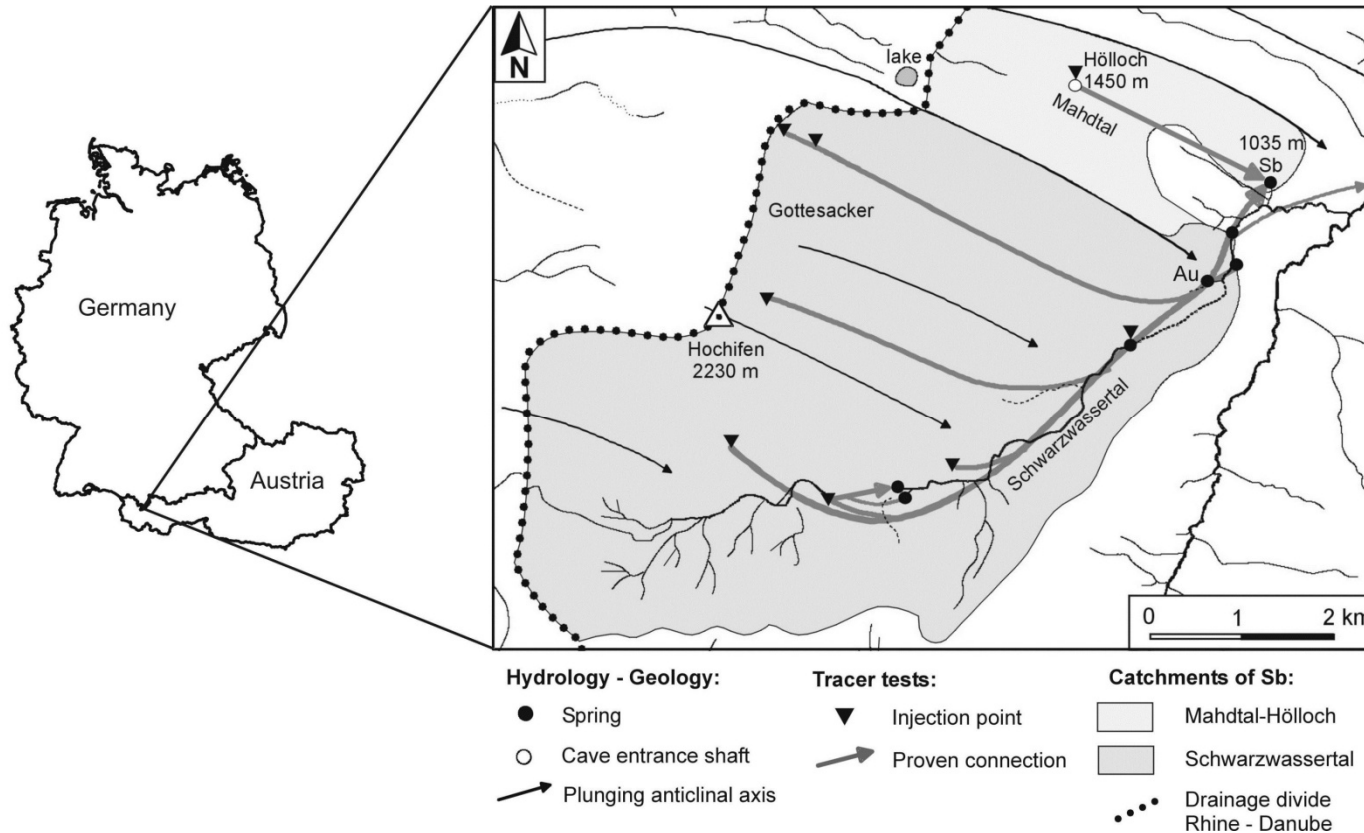 Germany
Austria
N
lake
Hölloch
1450 m
Mahdtal
1035 m
Sb
Gottesacker
Au
Hochifen
2230 m
Schwarzwassertal
0 1 2 km
Hydrology - Geology:
Spring
Cave entrance shaft
Plunging anticlinal axis
Tracer tests:
Injection point
Proven connection
Catchments of Sb:
Mahdtal-Hölloch
Schwarzwassertal
Drainage divide
Rhine - Danube